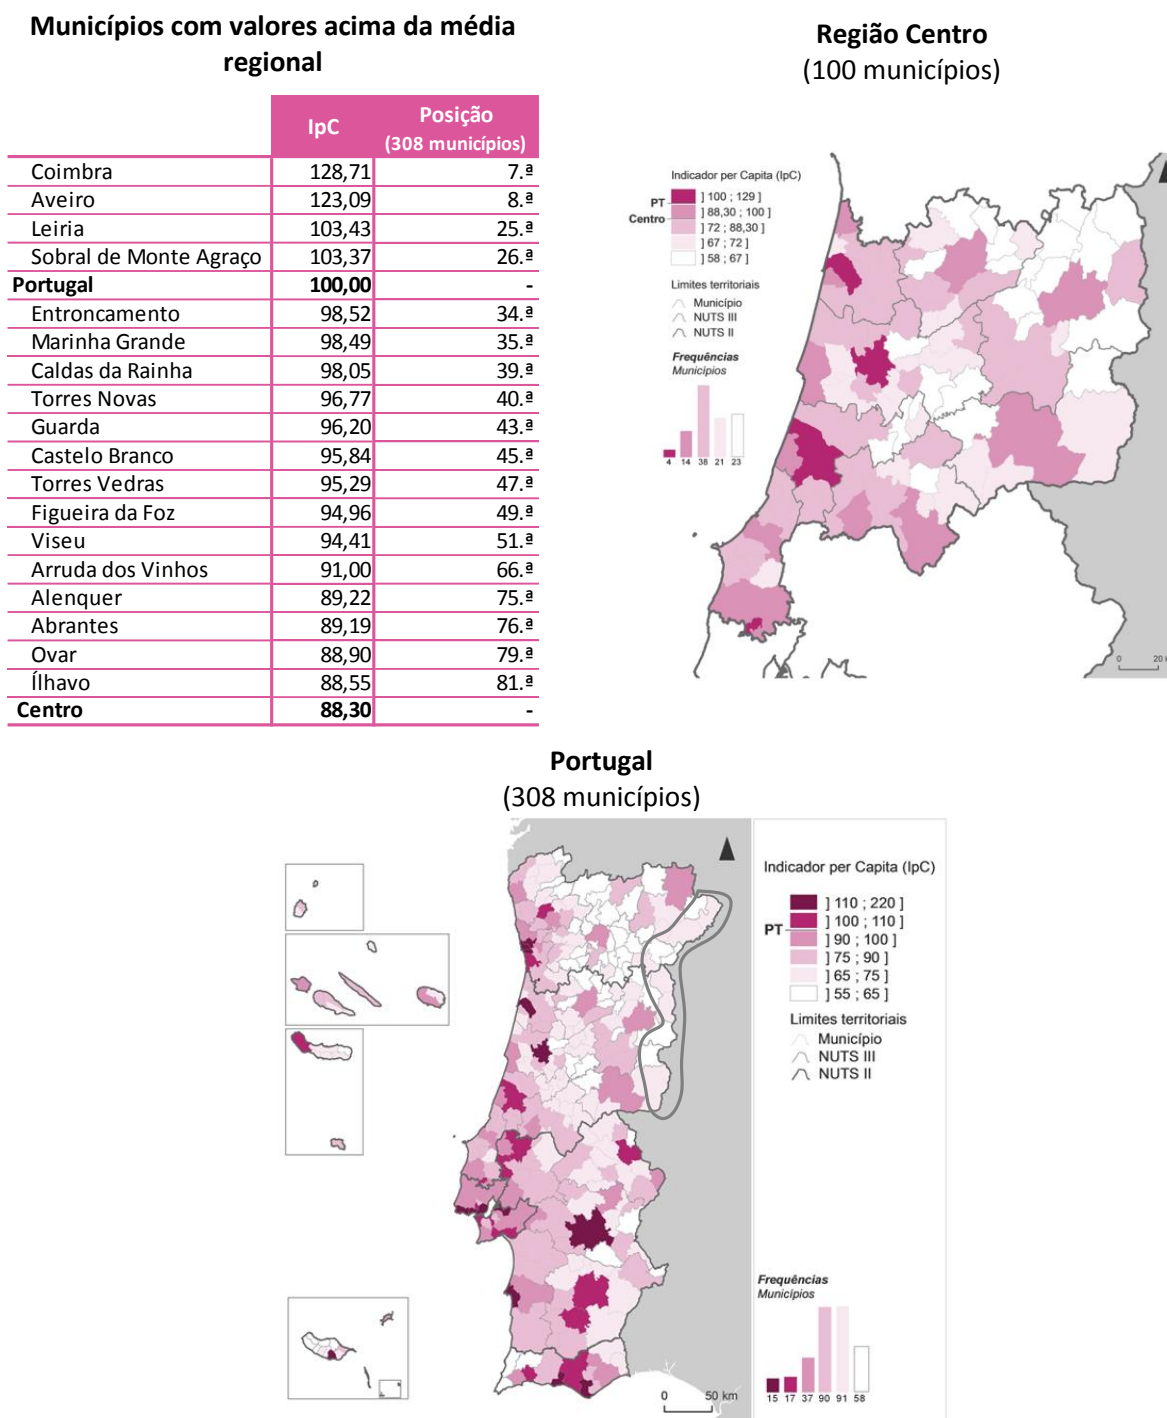 Municípios com valores acima da média
regional
IpC Posição
(308 municípios)
Coimbra 128,71 7.ª
Aveiro 123,09 8.ª
Leiria 103,43 25.ª
Sobral de Monte Agraço 103,37 26.ª
Portugal 100,00 -
Entroncamento 98,52 34.ª
Marinha Grande 98,49 35.ª
Caldas da Rainha 98,05 39.ª
Torres Novas 96,77 40.ª
Guarda 96,20 43.ª
Castelo Branco 95,84 45.ª
Torres Vedras 95,29 47.ª
Figueira da Foz 94,96 49.ª
Viseu 94,41 51.ª
Arruda dos Vinhos 91,00 66.ª
Alenquer 89,22 75.ª
Abrantes 89,19 76.ª
Ovar 88,90 79.ª
Ílhavo 88,55 81.ª
Centro 88,30 -
Região Centro
(100 municípios)
Indicador per Capita (IpC)
] 100 ; 129 ]
PT
] 88,30 ; 100 ]
Centro
] 72 ; 88,30 ]
] 67 ; 72 ]
] 58 ; 67 ]
Limites territoriais
Município
NUTS III
NUTS II
Frequências
Municípios
4 14 38 21 23
0 20
Portugal
(308 municípios)
Indicador per Capita (IpC)
] 110 ; 220 ]
] 100 ; 110 ]
PT
] 90 ; 100 ]
] 75 ; 90 ]
] 65 ; 75 ]
] 55 ; 65 ]
Limites territoriais
Município
NUTS III
NUTS II
Frequências
Municípios
15 17 37 90 91 58
0 50 km